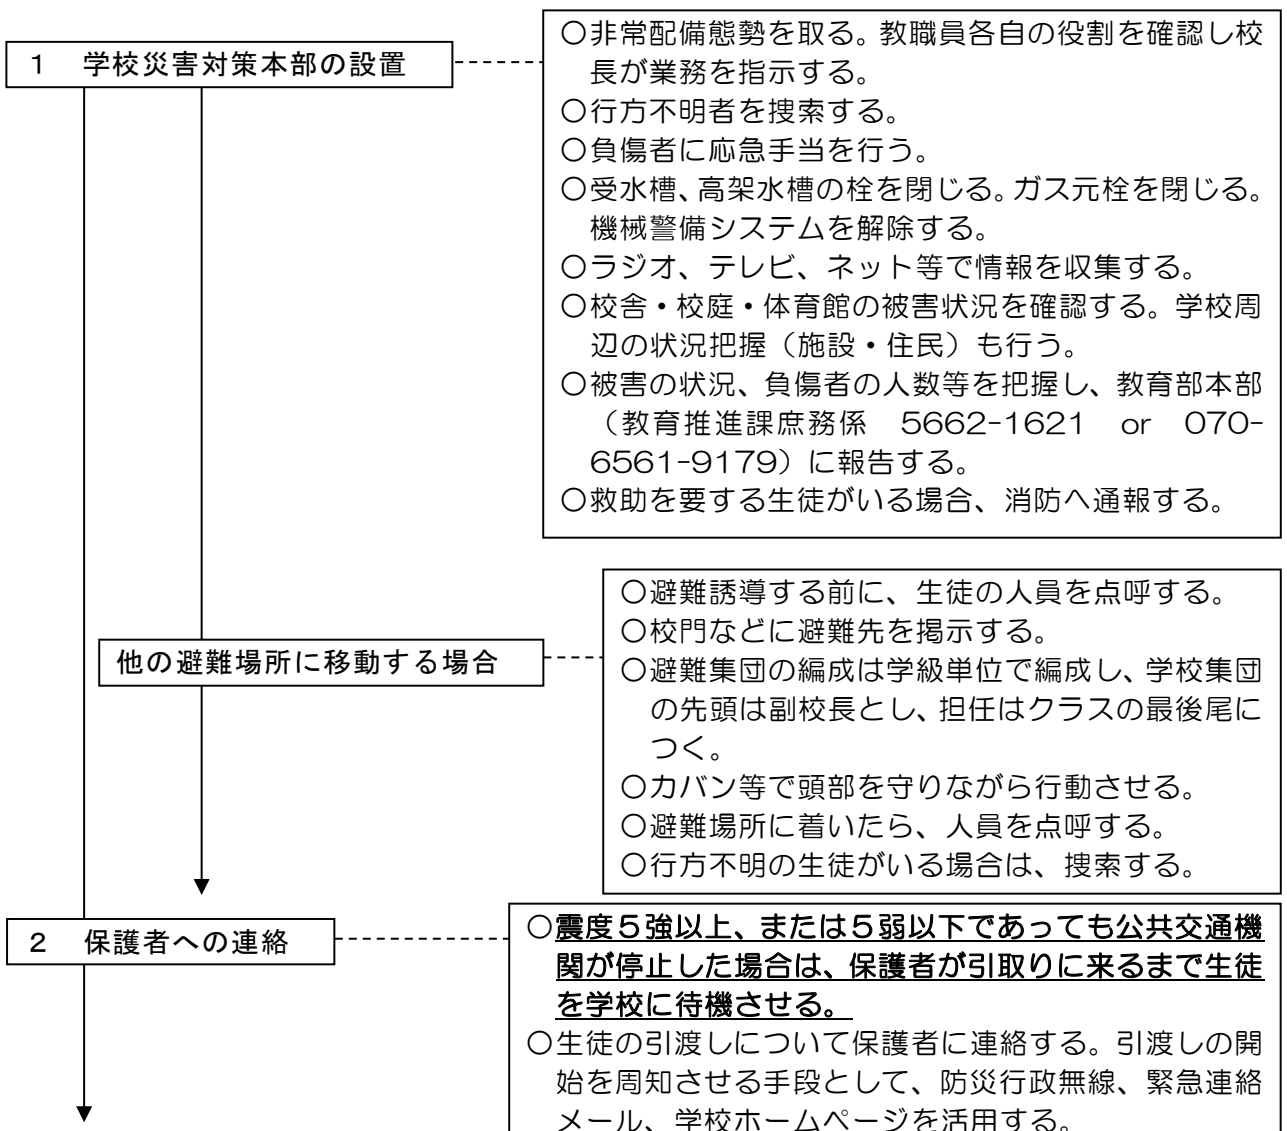 １　学校災害対策本部の設置
○非常配備態勢を取る。教職員各自の役割を確認し校
長が業務を指示する。
○行方不明者を捜索する。
○負傷者に応急手当を行う。
○受水槽、高架水槽の栓を閉じる。ガス元栓を閉じる。
機械警備システムを解除する。
○ラジオ、テレビ、ネット等で情報を収集する。
○校舎・校庭・体育館の被害状況を確認する。学校周
辺の状況把握（施設・住民）も行う。
○被害の状況、負傷者の人数等を把握し、教育部本部
（教育推進課庶務係　5662-1621　or　070-
6561-9179）に報告する。
○救助を要する生徒がいる場合、消防へ通報する。
他の避難場所に移動する場合
○避難誘導する前に、生徒の人員を点呼する。
○校門などに避難先を掲示する。
○避難集団の編成は学級単位で編成し、学校集団
の先頭は副校長とし、担任はクラスの最後尾に
つく。
○カバン等で頭部を守りながら行動させる。
○避難場所に着いたら、人員を点呼する。
○行方不明の生徒がいる場合は、捜索する。
２　保護者への連絡
○震度５強以上、または５弱以下であっても公共交通機
関が停止した場合は、保護者が引取りに来るまで生徒
を学校に待機させる。
○生徒の引渡しについて保護者に連絡する。引渡しの開
始を周知させる手段として、防災行政無線、緊急連絡
メール、学校ホームページを活用する。